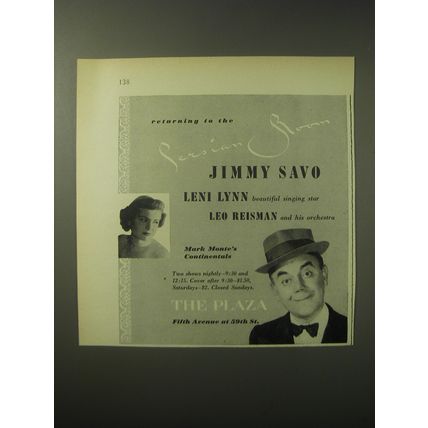 138
returning to the
Persian Room
JIMMY SAVO
LENI LYNN beautiful singing star
LEO REISMAN and his orchestra
Mark Monte's
Continentals
Two shows nightly—9:30 and
12:15. Cover after 9:30—$1.50,
Saturdays—$2. Closed Sundays.
THE PLAZA
Fifth Avenue at 59th St.